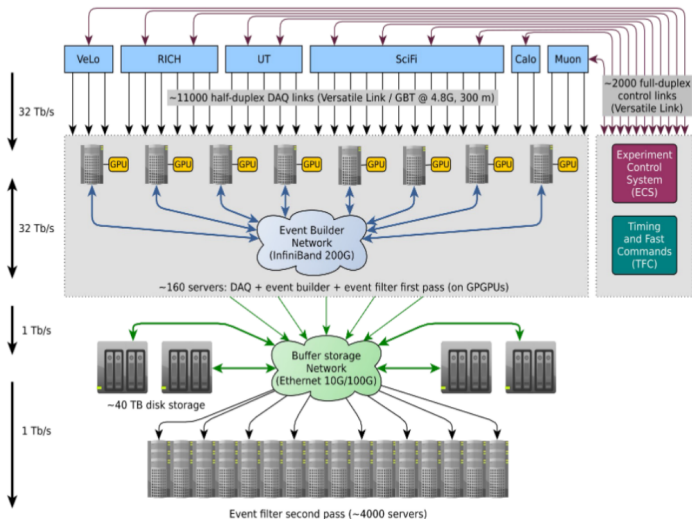 VeLo
RICH
UT
SciFi
Calo
Muon
~11000 half-duplex DAQ links (Versatile Link / GBT @ 4.8G, 300 m)
~2000 full-duplex
control links
(Versatile Link)
32 Tb/s
GPU
GPU
GPU
GPU
GPU
GPU
GPU
GPU
Experiment
Control
System
(ECS)
32 Tb/s
Event Builder
Network
(InfiniBand 200G)
Timing
and Fast
Commands
(TFC)
~160 servers: DAQ + event builder + event filter first pass (on GPGPUs)
1 Tb/s
Buffer storage
Network
(Ethernet 10G/100G)
~40 TB disk storage
1 Tb/s
Event filter second pass (~4000 servers)